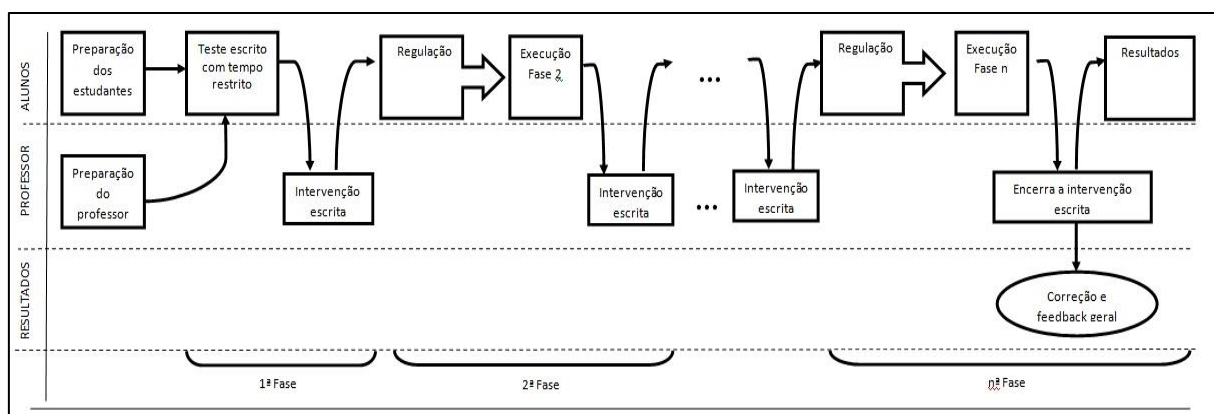 ALUNOS
Preparação
dos
estudantes
Teste escrito
com tempo
restrito
Regulação
Execução
Fase 2
...
Regulação
Execução
Fase n
Resultados
PROFESSOR
Preparação
do
professor
Intervenção
escrita
Intervenção
escrita
...
Intervenção
escrita
Encerra a intervenção
escrita
RESULTADOS
Correção e
feedback geral
1ª Fase
2ª Fase
nª Fase